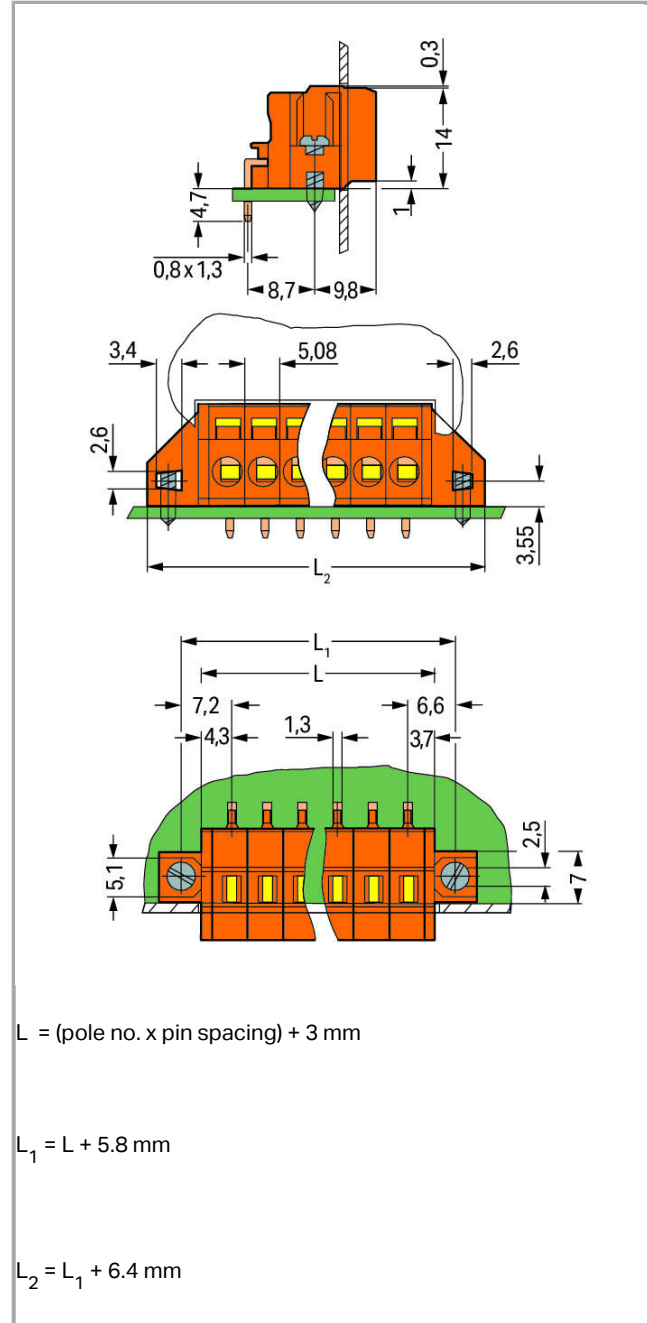 0,3
14
1
4,7
0,8 x 1,3
8,7
9,8
3,4
5,08
2,6
2,6
3,55
L2
L1
L
7,2
6,6
4,3
1,3
3,7
2,5
5,1
7
L = (pole no. x pin spacing) + 3 mm
L1 = L + 5.8 mm
L2 = L1 + 6.4 mm